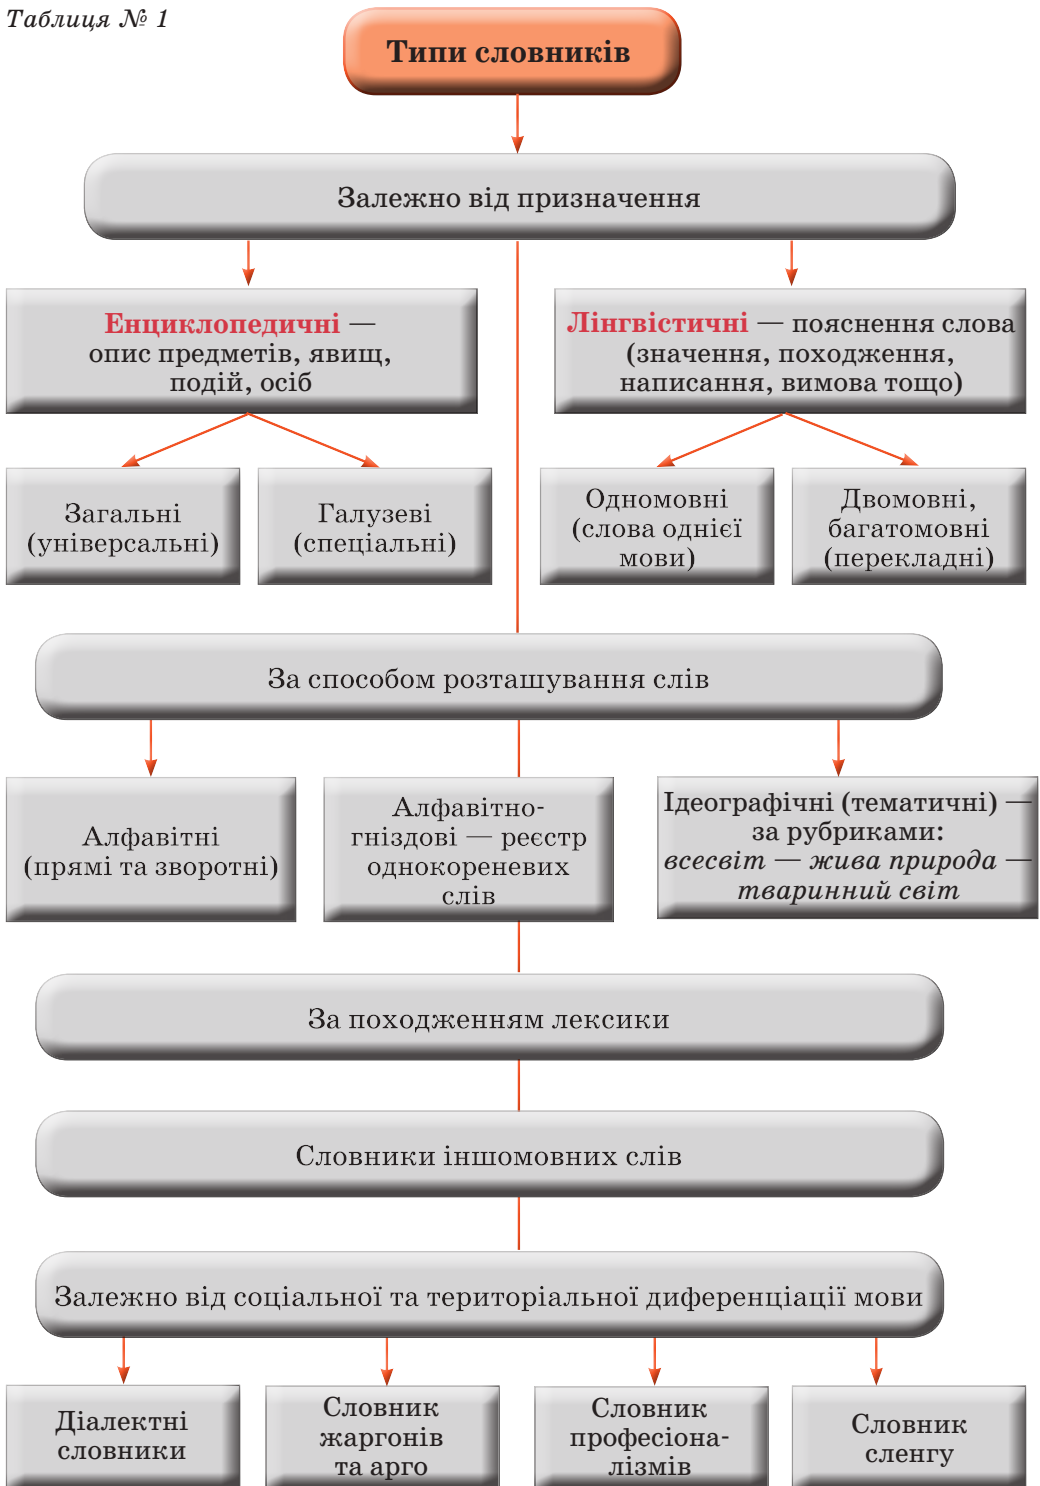 Таблиця № 1
Типи словників
Залежно від призначення
Енциклопедичні —
опис предметів, явищ,
подій, осіб
Лінгвістичні — пояснення слова
(значення, походження,
написання, вимова тощо)
Загальні
(універсальні)
Галузеві
(спеціальні)
Одномовні
(слова однієї
мови)
Двомовні,
багатомовні
(перекладні)
За способом розташування слів
Алфавітні
(прямі та зворотні)
Алфавітно-
гніздові — реєстр
однокореневих
слів
Ідеографічні (тематичні) —
за рубриками:
всесвіт — жива природа —
тваринний світ
За походженням лексики
Словники іншомовних слів
Залежно від соціальної та територіальної диференціації мови
Діалектні
словники
Словник
жаргонів
та арго
Словник
професіона-
лізмів
Словник
сленгу